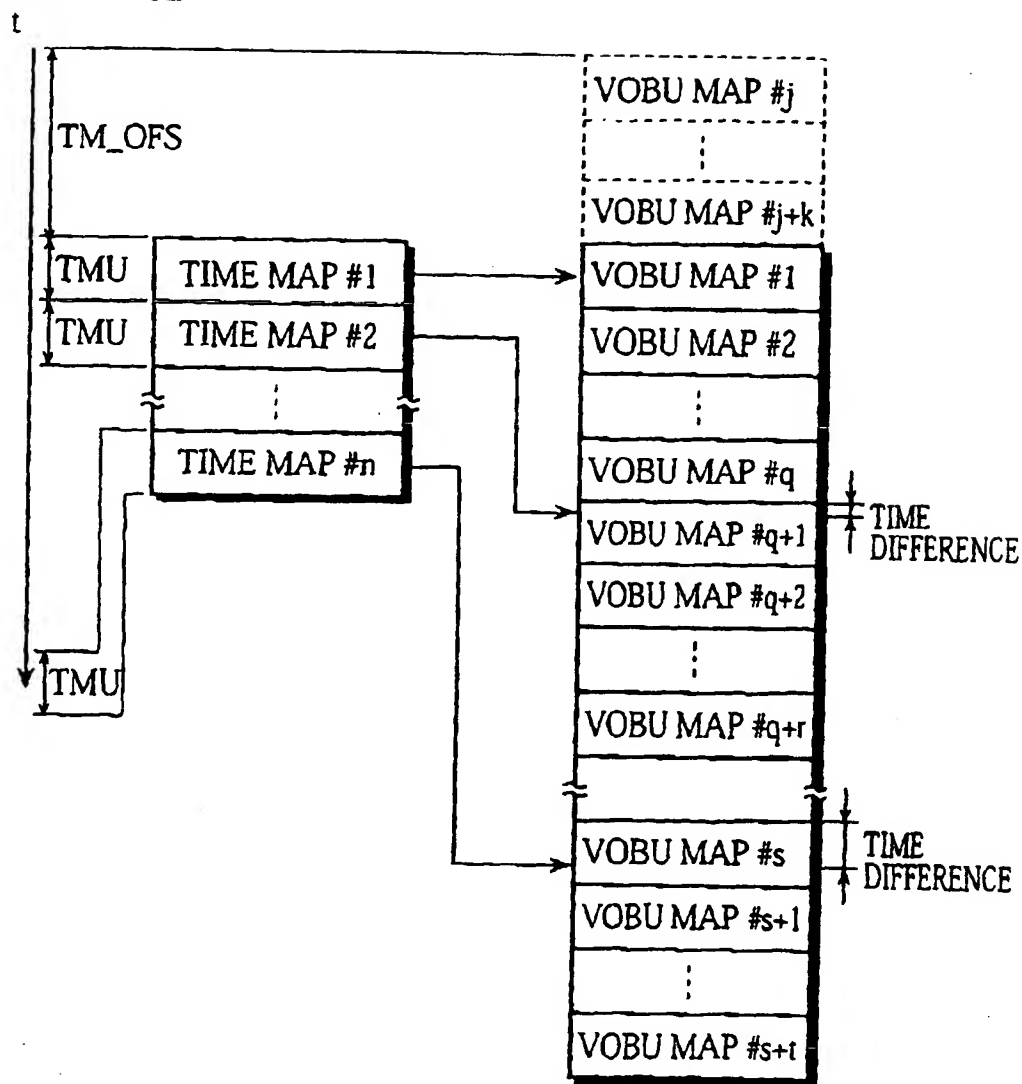 t
VOBU MAP #j
TM_OFS
VOBU MAP #j+k
TMU
TIME MAP #1
VOBU MAP #1
TMU
TIME MAP #2
VOBU MAP #2
TIME MAP #n
VOBU MAP #q
VOBU MAP #q+1
TIME
DIFFERENCE
VOBU MAP #q+2
TMU
VOBU MAP #q+r
VOBU MAP #s
TIME
DIFFERENCE
VOBU MAP #s+1
VOBU MAP #s+t